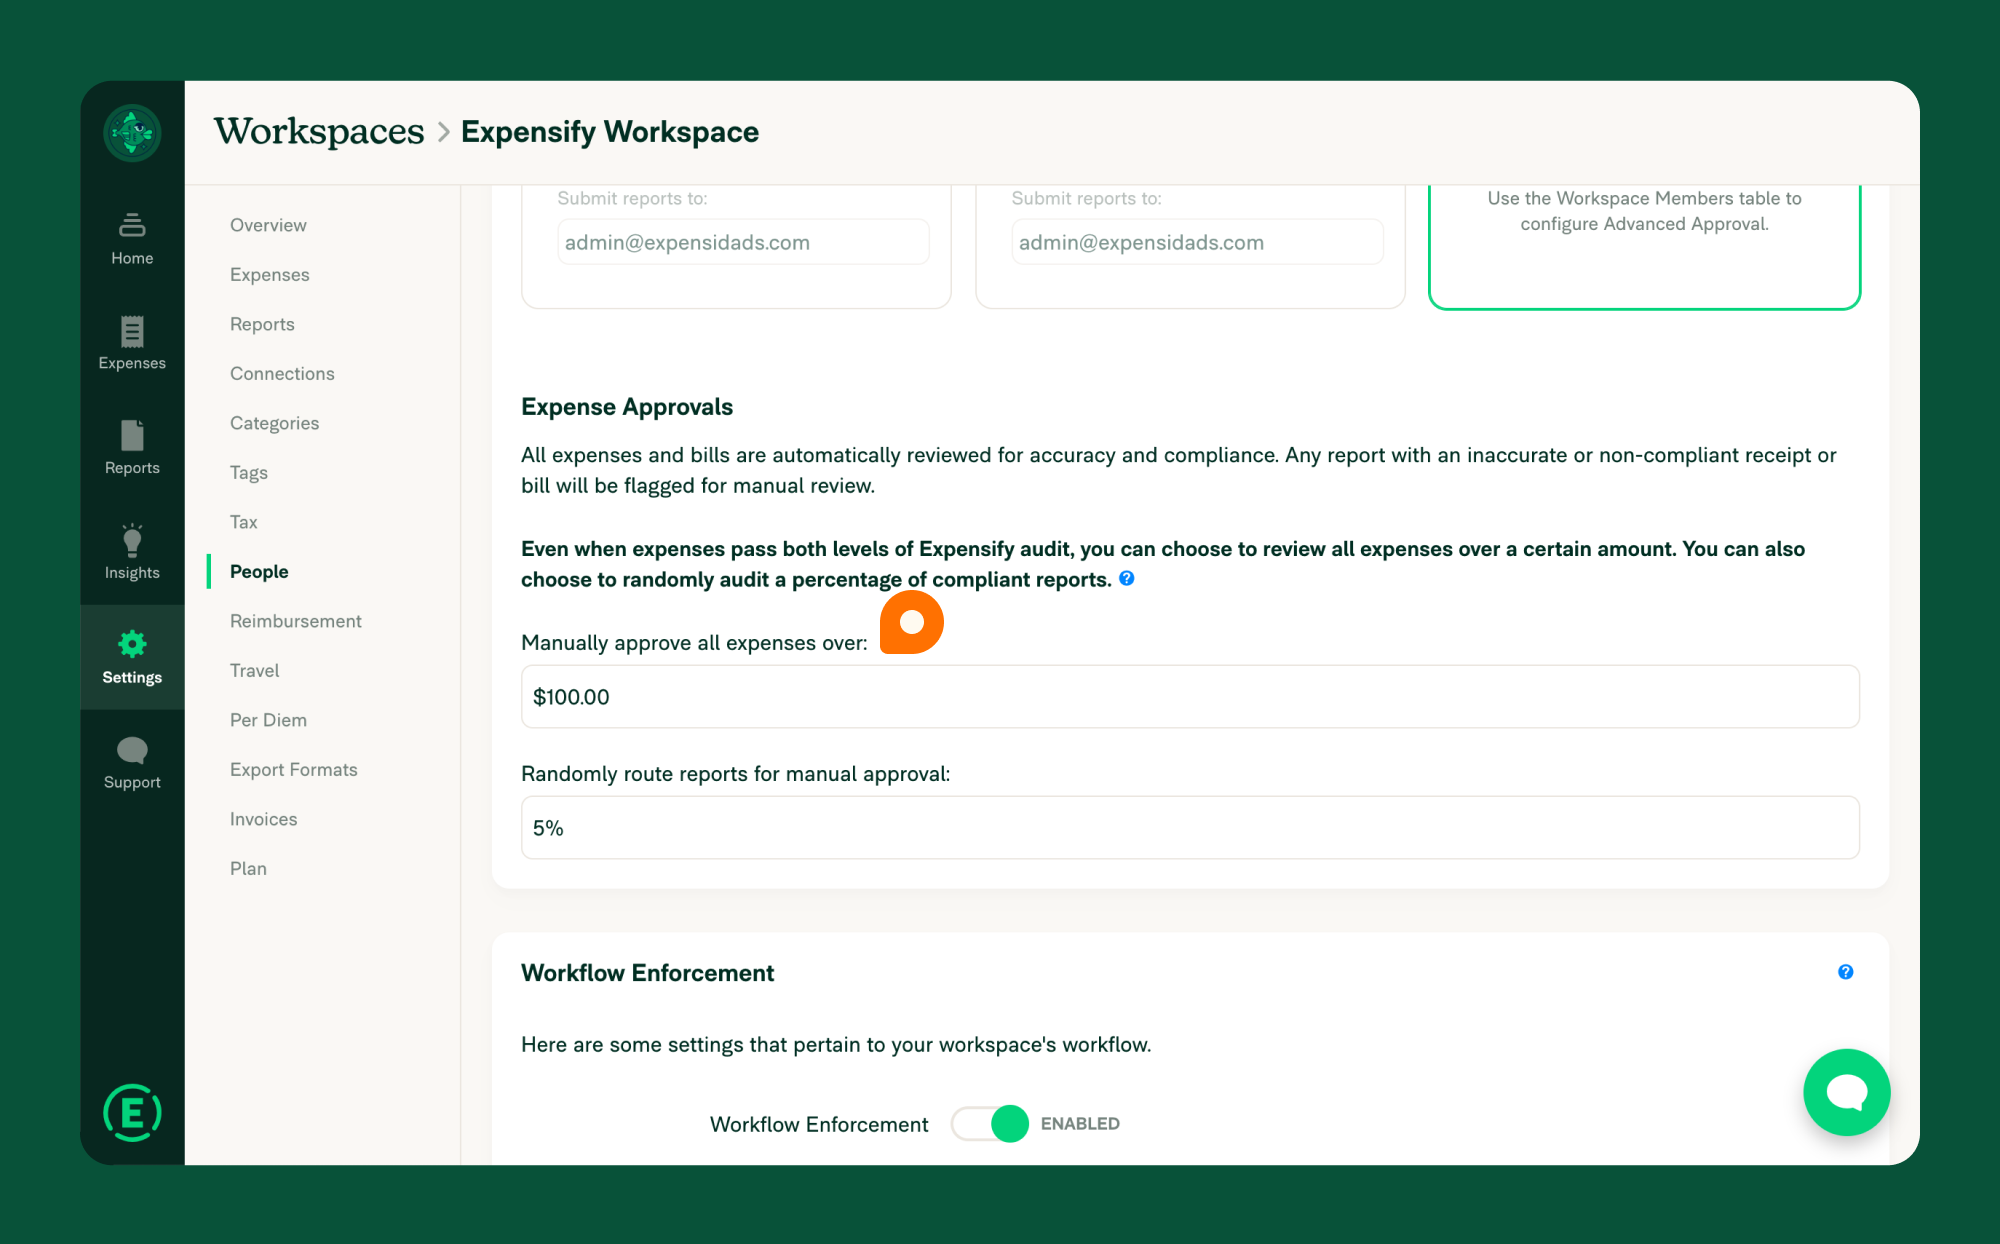 Workspaces > Expensify Workspace
Home
Expenses
Reports
Insights
Settings
Support
E
Overview
Expenses
Reports
Connections
Categories
Tags
Tax
People
Reimbursement
Travel
Per Diem
Export Formats
Invoices
Plan
Submit reports to:
admin@expensidads.com
Submit reports to:
admin@expensidads.com
Use the Workspace Members table to
configure Advanced Approval.
Expense Approvals
All expenses and bills are automatically reviewed for accuracy and compliance. Any report with an inaccurate or non-compliant receipt or
bill will be flagged for manual review.
Even when expenses pass both levels of Expensify audit, you can choose to review all expenses over a certain amount. You can also
choose to randomly audit a percentage of compliant reports. ?
Manually approve all expenses over:
$100.00
Randomly route reports for manual approval:
5%
Workflow Enforcement ?
Here are some settings that pertain to your workspace's workflow.
Workflow Enforcement ENABLED